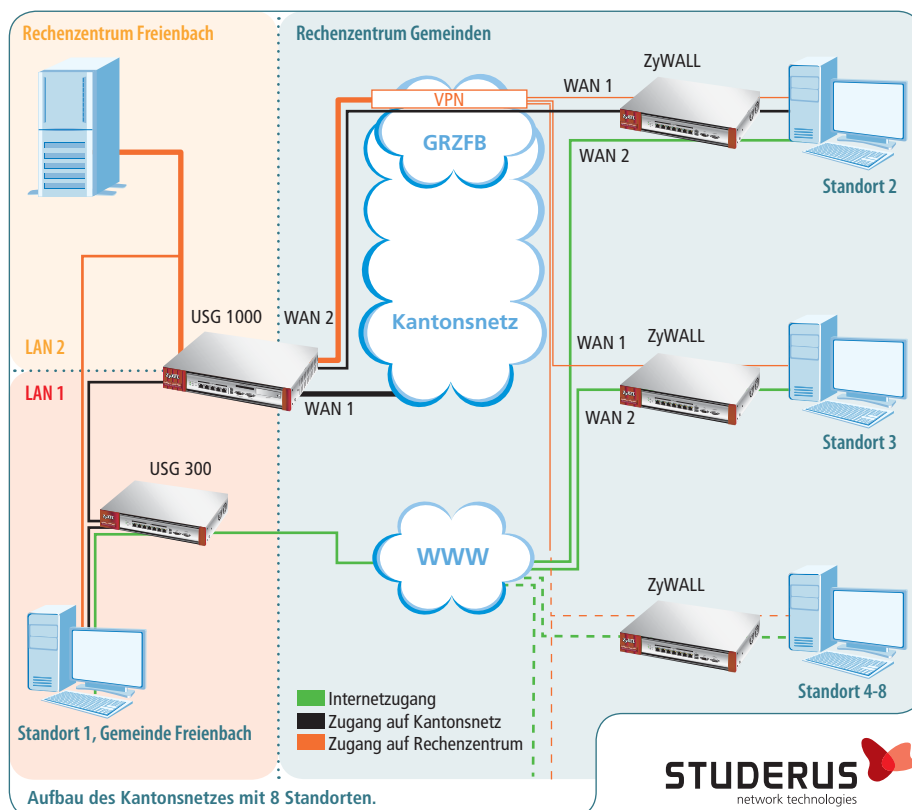 Rechenzentrum Freienbach
Rechenzentrum Gemeinden
ZyWALL
WAN 1
VPN
GRZFB
WAN 2
Standort 2
USG 1000
WAN 2
Kantonsnetz
LAN 2
ZyWALL
WAN 1
LAN 1
WAN 1
WAN 2
Standort 3
USG 300
WWW
ZyWALL
Standort 4-8
Internetzugang
Zugang auf Kantonsnetz
Zugang auf Rechenzentrum
Standort 1, Gemeinde Freienbach
STUDERUS
network technologies
Aufbau des Kantonsnetzes mit 8 Standorten.